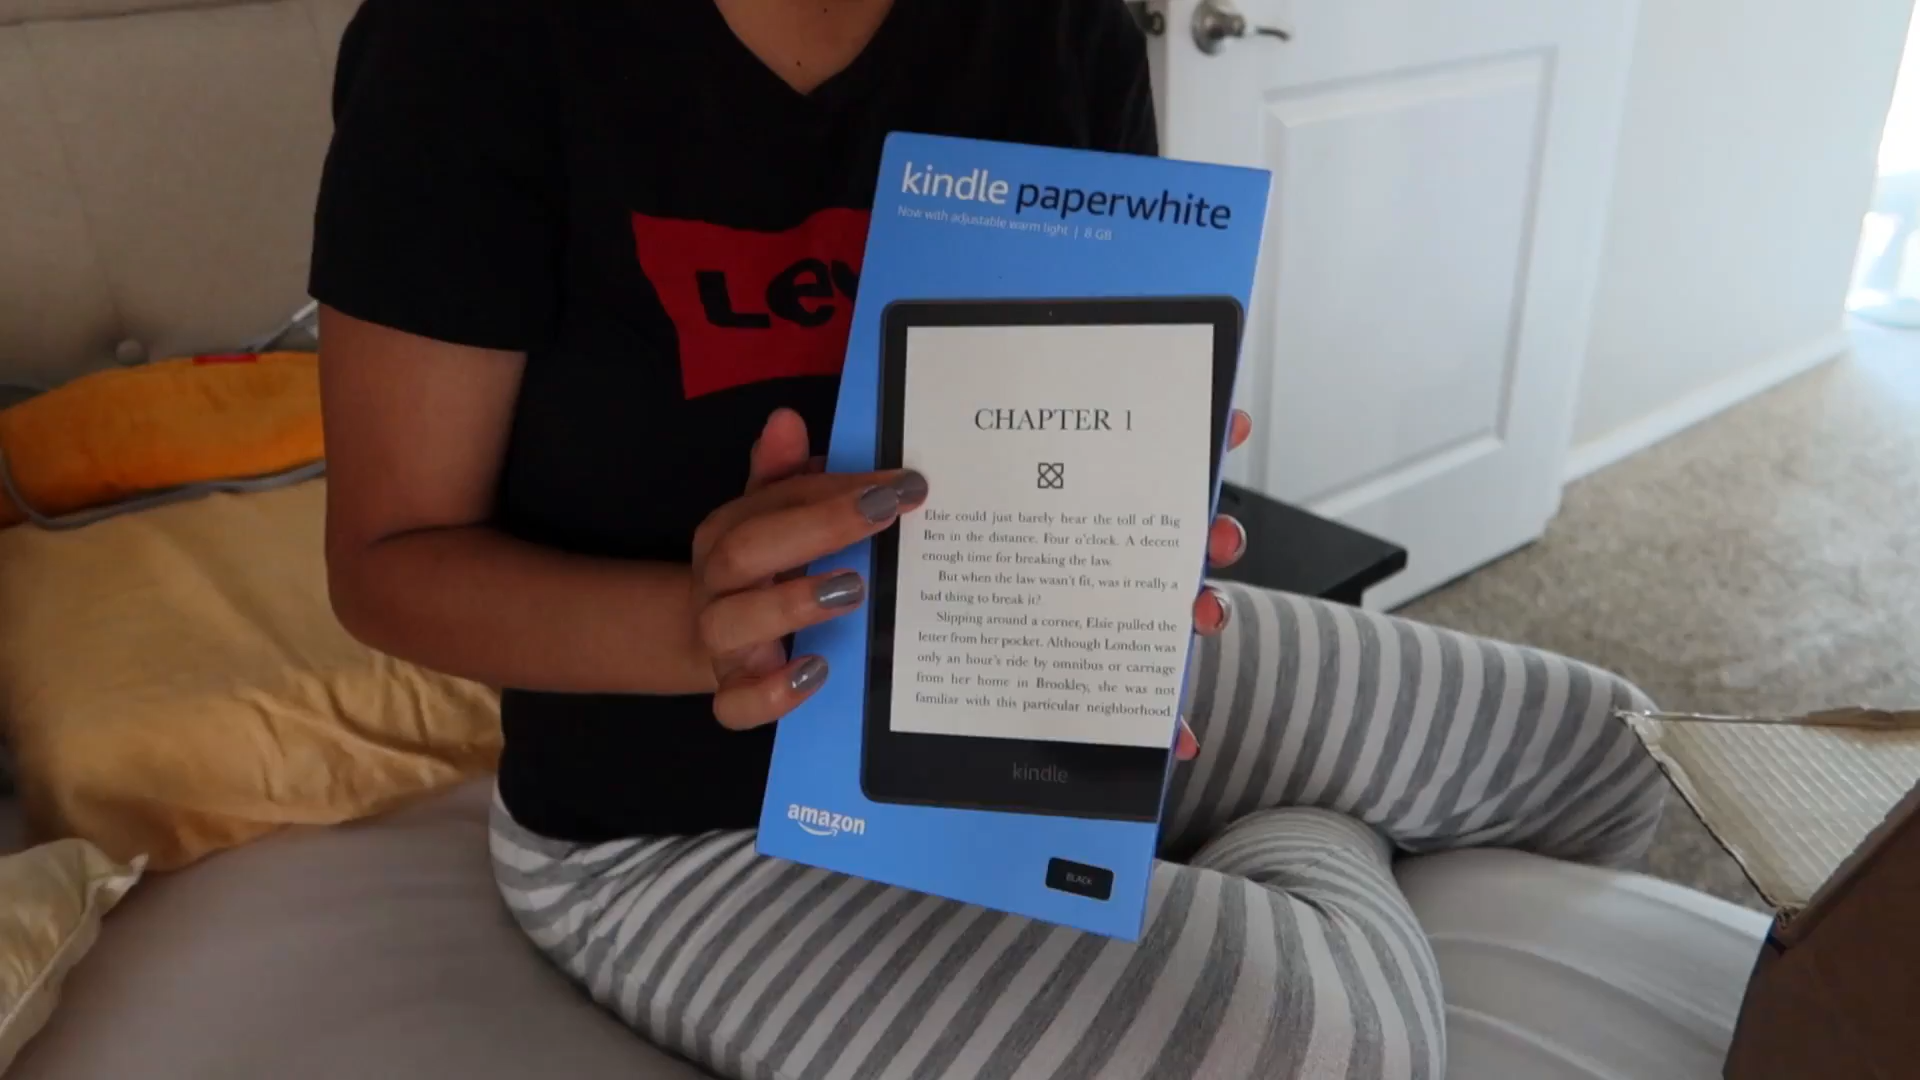 kindle paperwhite
Now with adjustable warm light | 8 GB
Lev
CHAPTER 1
Elsie could just barely hear the toll of Big
Ben in the distance. Four o'clock. A decent
enough time for breaking the law.
But when the law wasn't fit, was it really a
bad thing to break it?
Slipping around a corner, Elsie pulled the
letter from her pocket. Although London was
only an hour's ride by omnibus or carriage
from her home in Brookley, she was not
familiar with this particular neighborhood.
kindle
amazon
BLACK